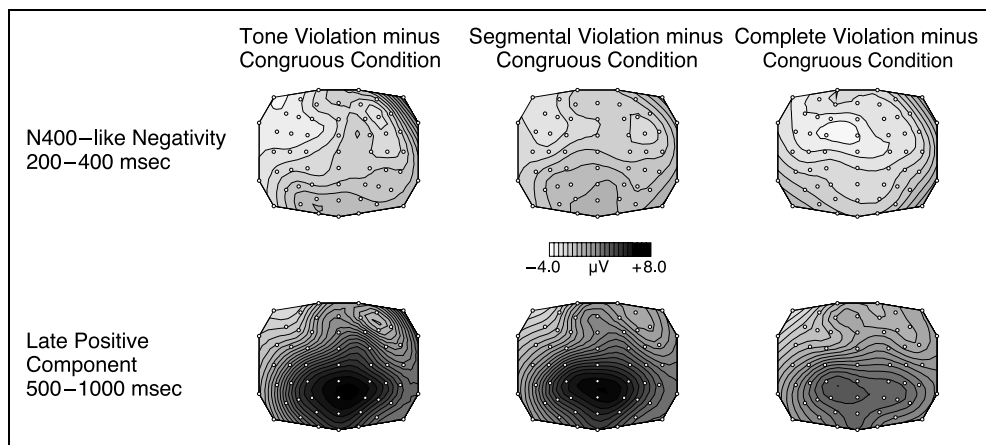 Tone Violation minus
Congruous Condition
Segmental Violation minus
Congruous Condition
Complete Violation minus
Congruous Condition
N400−like Negativity
200−400 msec
−4.0 μV +8.0
Late Positive
Component
500−1000 msec